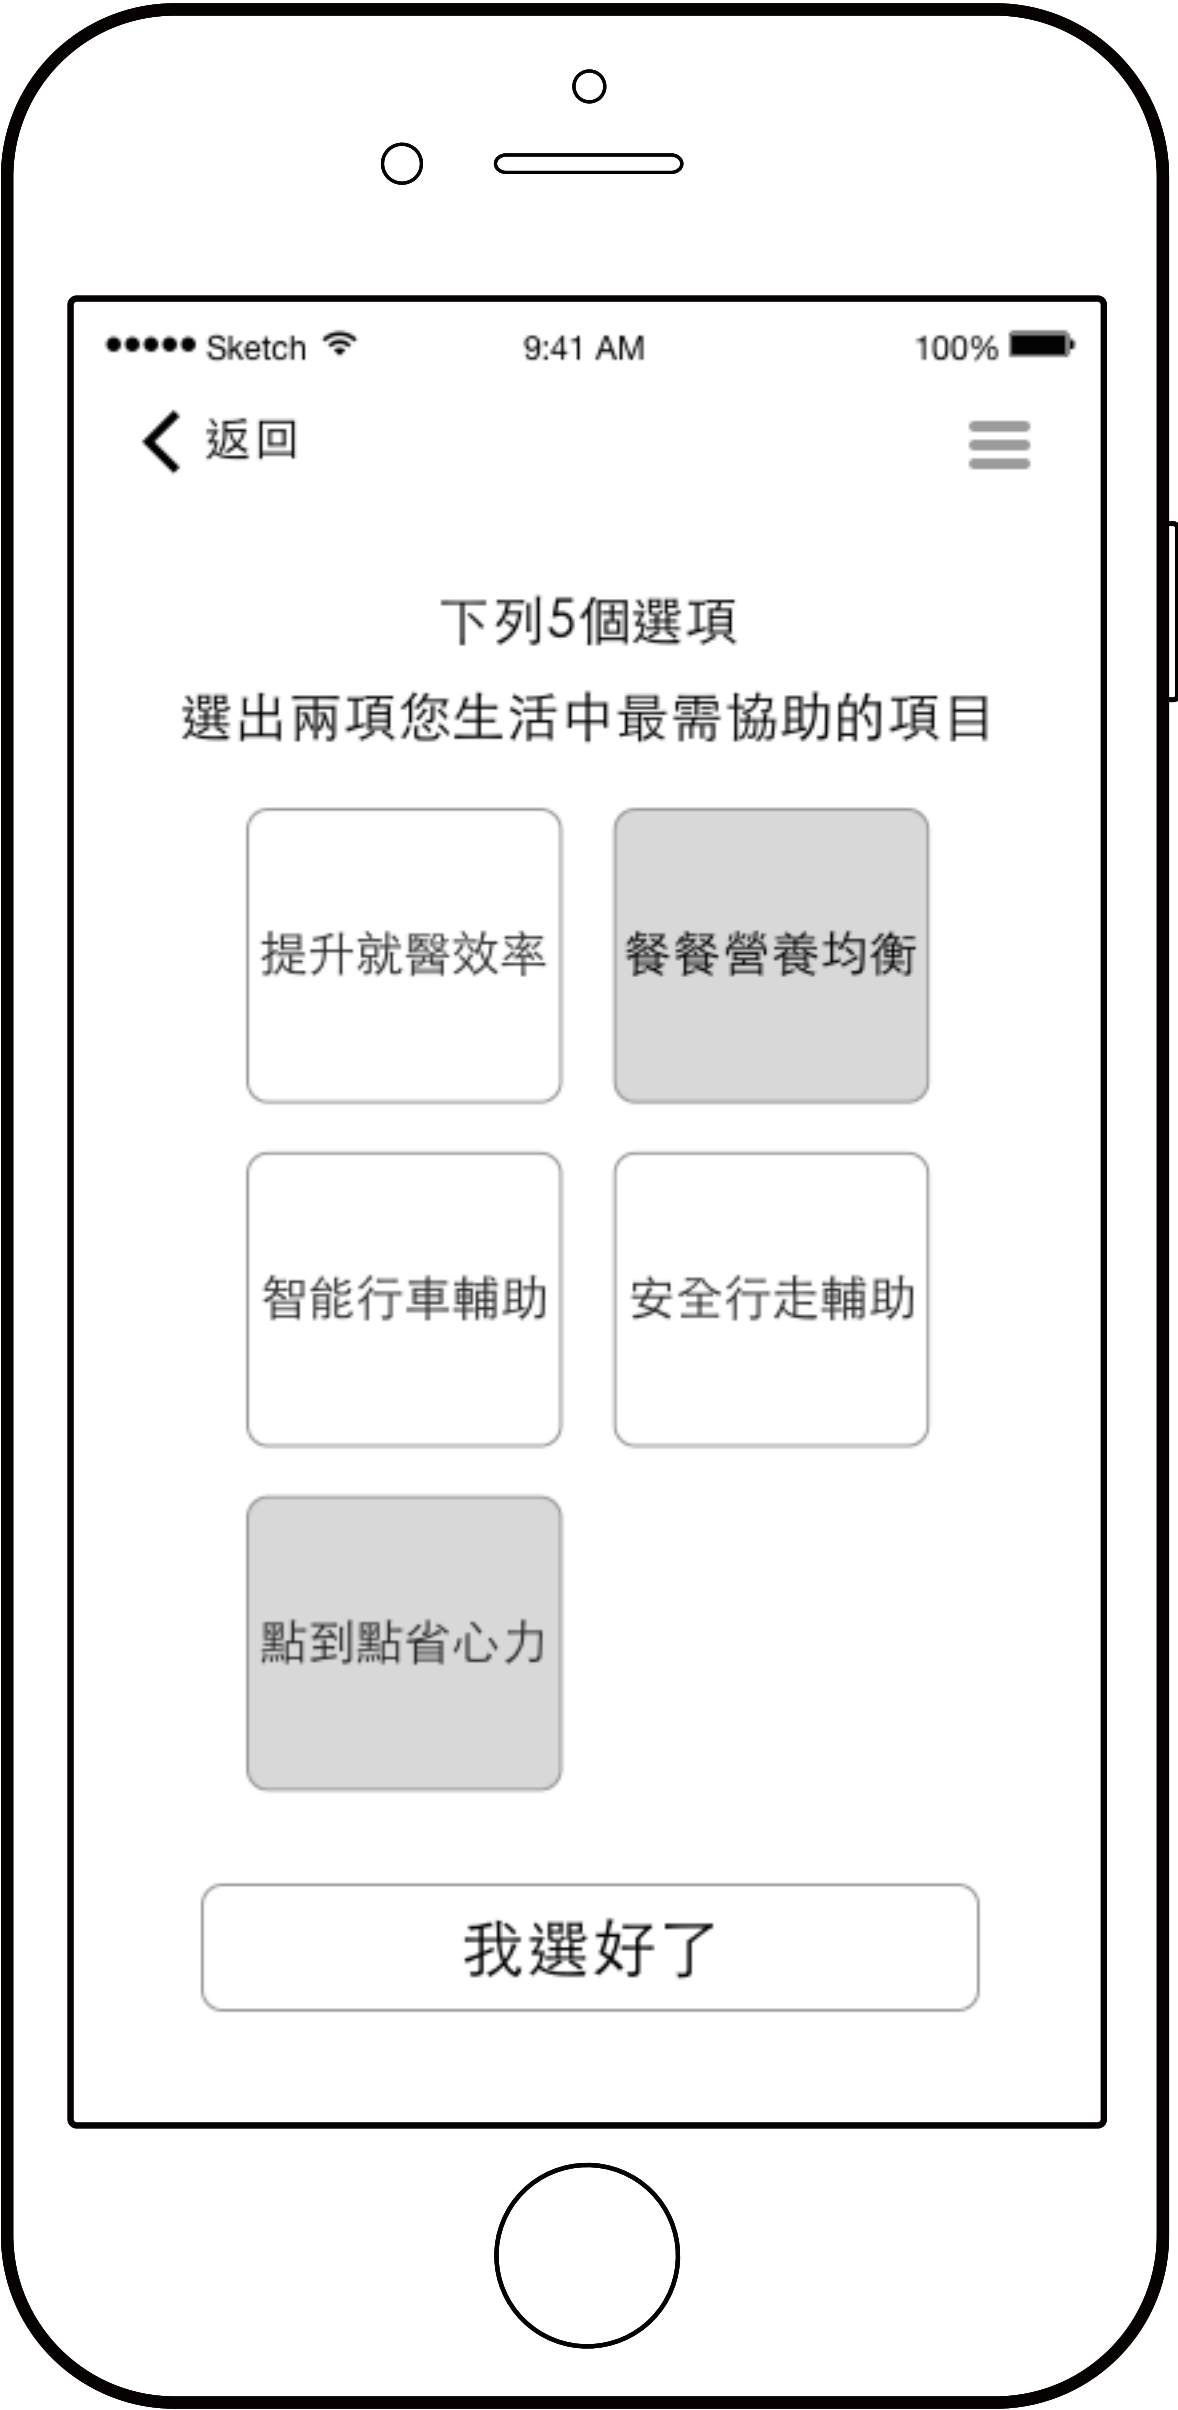 Sketch 9:41 AM 100%
返回
下列5個選項
選出兩項您生活中最需協助的項目
提升就醫效率
餐餐營養均衡
智能行車輔助
安全行走輔助
點到點省心力
我選好了